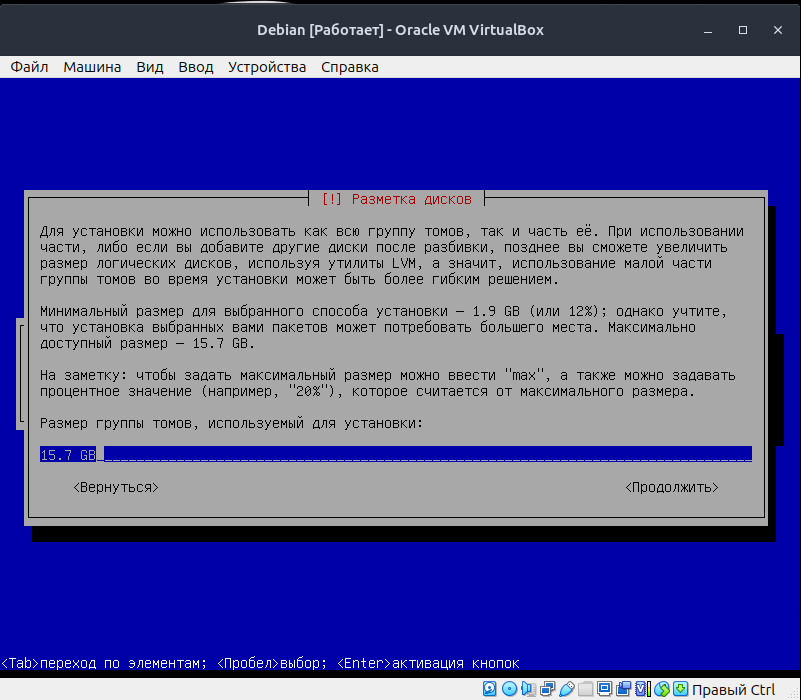 Debian [Работает] - Oracle VM VirtualBox
Файл Машина Вид Ввод Устройства Справка
[!] Разметка дисков
Для установки можно использовать как всю группу томов, так и часть её. При использовании
части, либо если вы добавите другие диски после разбивки, позднее вы сможете увеличить
размер логических дисков, используя утилиты LVM, а значит, использование малой части
группы томов во время установки может быть более гибким решением.
Минимальный размер для выбранного способа установки — 1.9 GB (или 12%); однако учтите,
что установка выбранных вами пакетов может потребовать большего места. Максимально
доступный размер — 15.7 GB.
На заметку: чтобы задать максимальный размер можно ввести "max", а также можно задавать
процентное значение (например, "20%"), которое считается от максимального размера.
Размер группы томов, используемый для установки:
15.7 GB
<Вернуться> <Продолжить>
<Tab>переход по элементам; <Пробел>выбор; <Enter>активация кнопок
Правый Ctrl